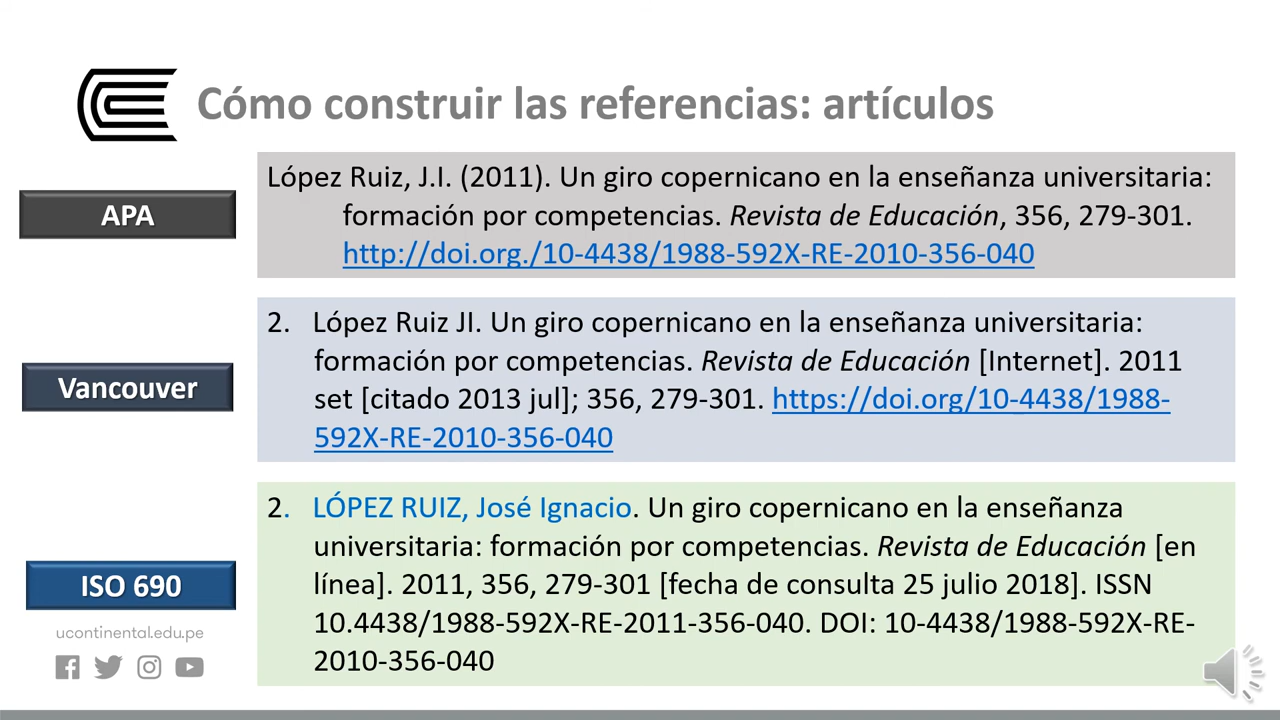 Cómo construir las referencias: artículos
APA
López Ruiz, J.I. (2011). Un giro copernicano en la enseñanza universitaria:
formación por competencias. Revista de Educación, 356, 279-301.
http://doi.org./10-4438/1988-592X-RE-2010-356-040
Vancouver
2. López Ruiz JI. Un giro copernicano en la enseñanza universitaria:
formación por competencias. Revista de Educación [Internet]. 2011
set [citado 2013 jul]; 356, 279-301. https://doi.org/10-4438/1988-
592X-RE-2010-356-040
ISO 690
2. LÓPEZ RUIZ, José Ignacio. Un giro copernicano en la enseñanza
universitaria: formación por competencias. Revista de Educación [en
línea]. 2011, 356, 279-301 [fecha de consulta 25 julio 2018]. ISSN
10.4438/1988-592X-RE-2011-356-040. DOI: 10-4438/1988-592X-RE-
2010-356-040
ucontinental.edu.pe